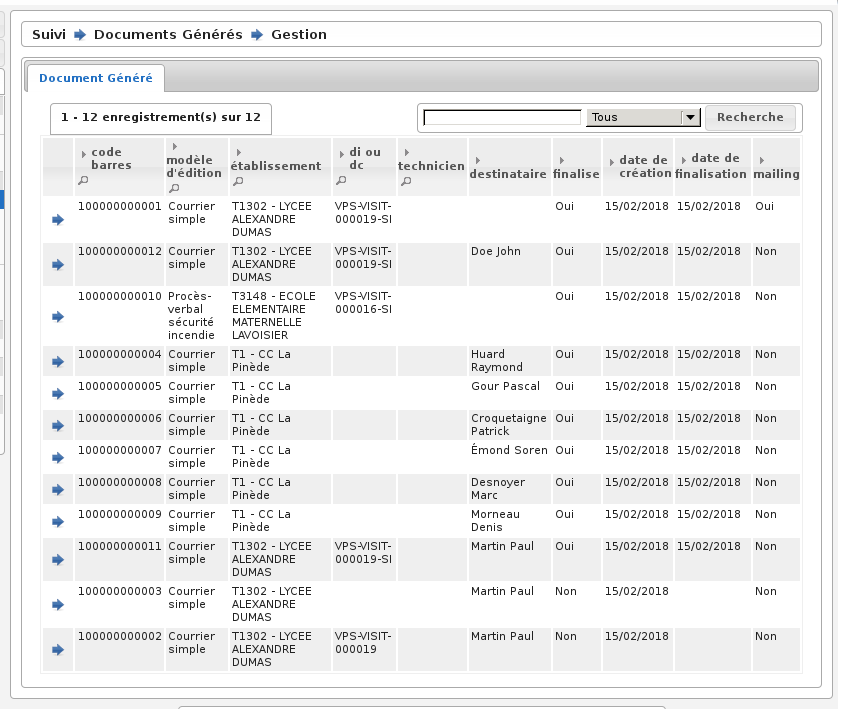 Suivi Documents Générés Gestion
Document Généré
1 - 12 enregistrement(s) sur 12 Tous Recherche
code barres modèle d'édition établissement di ou dc technicien destinataire finalise date de création date de finalisation mailing
100000000001 Courrier simple T1302 - LYCEE ALEXANDRE DUMAS VPS-VISIT-000019-SI Oui 15/02/2018 15/02/2018 Oui
100000000012 Courrier simple T1302 - LYCEE ALEXANDRE DUMAS VPS-VISIT-000019-SI Doe John Oui 15/02/2018 15/02/2018 Non
100000000010 Procès-verbal sécurité incendie T3148 - ECOLE ELEMENTAIRE MATERNELLE LAVOISIER VPS-VISIT-000016-SI Oui 15/02/2018 15/02/2018 Non
100000000004 Courrier simple T1 - CC La Pinède Huard Raymond Oui 15/02/2018 15/02/2018 Non
100000000005 Courrier simple T1 - CC La Pinède Gour Pascal Oui 15/02/2018 15/02/2018 Non
100000000006 Courrier simple T1 - CC La Pinède Croquetaigne Patrick Oui 15/02/2018 15/02/2018 Non
100000000007 Courrier simple T1 - CC La Pinède Émond Soren Oui 15/02/2018 15/02/2018 Non
100000000008 Courrier simple T1 - CC La Pinède Desnoyer Marc Oui 15/02/2018 15/02/2018 Non
100000000009 Courrier simple T1 - CC La Pinède Morneau Denis Oui 15/02/2018 15/02/2018 Non
100000000011 Courrier simple T1302 - LYCEE ALEXANDRE DUMAS VPS-VISIT-000019-SI Martin Paul Oui 15/02/2018 15/02/2018 Non
100000000003 Courrier simple T1302 - LYCEE ALEXANDRE DUMAS Martin Paul Non 15/02/2018 Non
100000000002 Courrier simple T1302 - LYCEE ALEXANDRE DUMAS VPS-VISIT-000019 Martin Paul Non 15/02/2018 Non